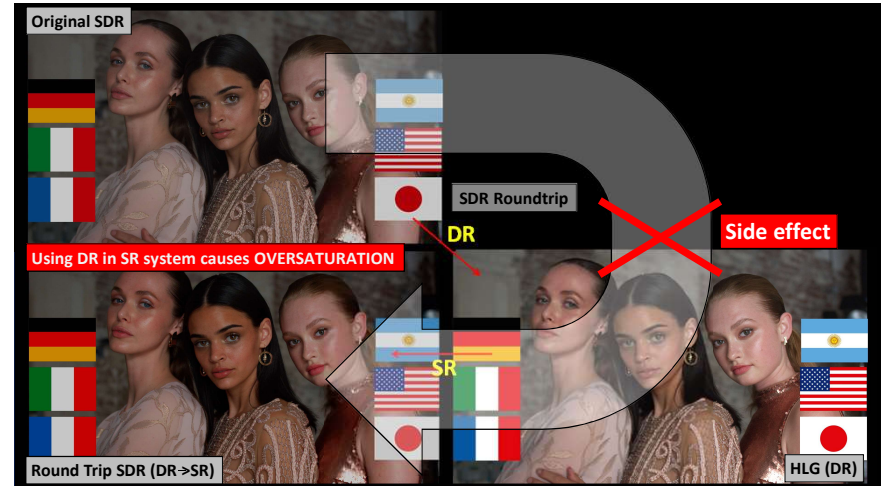 Original SDR
SDR Roundtrip
DR
Side effect
Using DR in SR system causes OVERSATURATION
SR
Round Trip SDR (DR→SR)
HLG (DR)